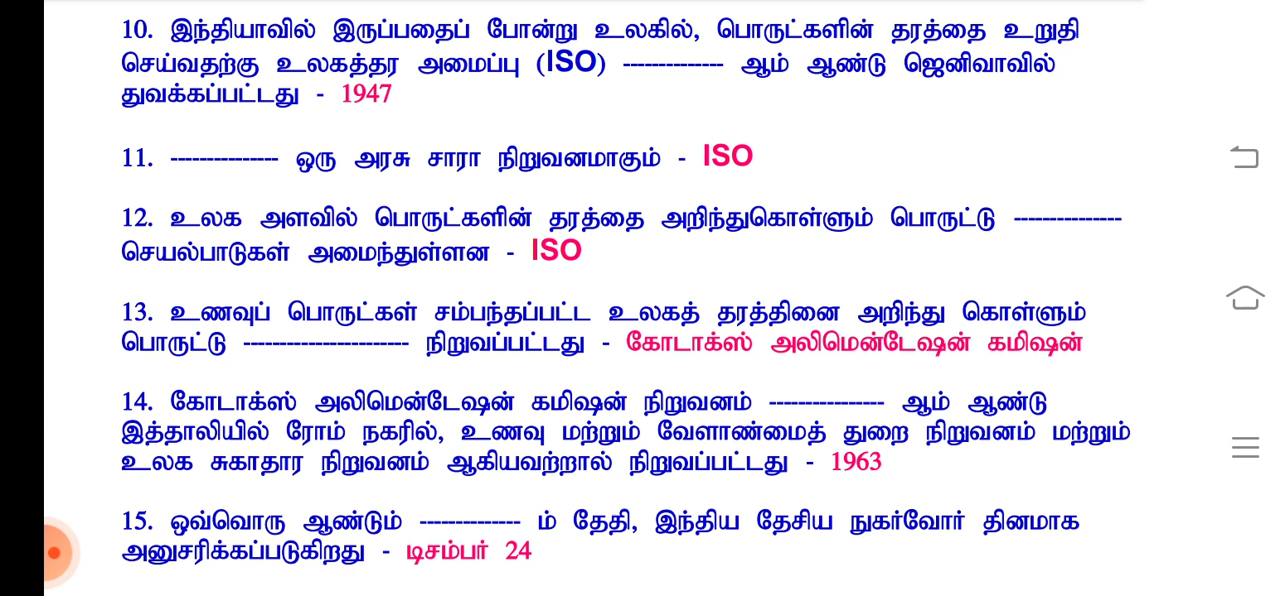 10. இந்தியாவில் இருப்பதைப் போன்று உலகில், பொருட்களின் தரத்தை உறுதி
செய்வதற்கு உலகத்தர அமைப்பு (ISO) -------------- ஆம் ஆண்டு ஜெனிவாவில்
துவக்கப்பட்டது - 1947
11. --------------- ஒரு அரசு சாரா நிறுவனமாகும் - ISO
12. உலக அளவில் பொருட்களின் தரத்தை அறிந்துகொள்ளும் பொருட்டு ---------------
செயல்பாடுகள் அமைந்துள்ளன - ISO
13. உணவுப் பொருட்கள் சம்பந்தப்பட்ட உலகத் தரத்தினை அறிந்து கொள்ளும்
பொருட்டு ----------------------- நிறுவப்பட்டது - கோடாக்ஸ் அலிமென்டேஷன் கமிஷன்
14. கோடாக்ஸ் அலிமென்டேஷன் கமிஷன் நிறுவனம் ---------------- ஆம் ஆண்டு
இத்தாலியில் ரோம் நகரில், உணவு மற்றும் வேளாண்மைத் துறை நிறுவனம் மற்றும்
உலக சுகாதார நிறுவனம் ஆகியவற்றால் நிறுவப்பட்டது - 1963
15. ஒவ்வொரு ஆண்டும் -------------- ம் தேதி, இந்திய தேசிய நுகர்வோர் தினமாக
அனுசரிக்கப்படுகிறது - டிசம்பர் 24